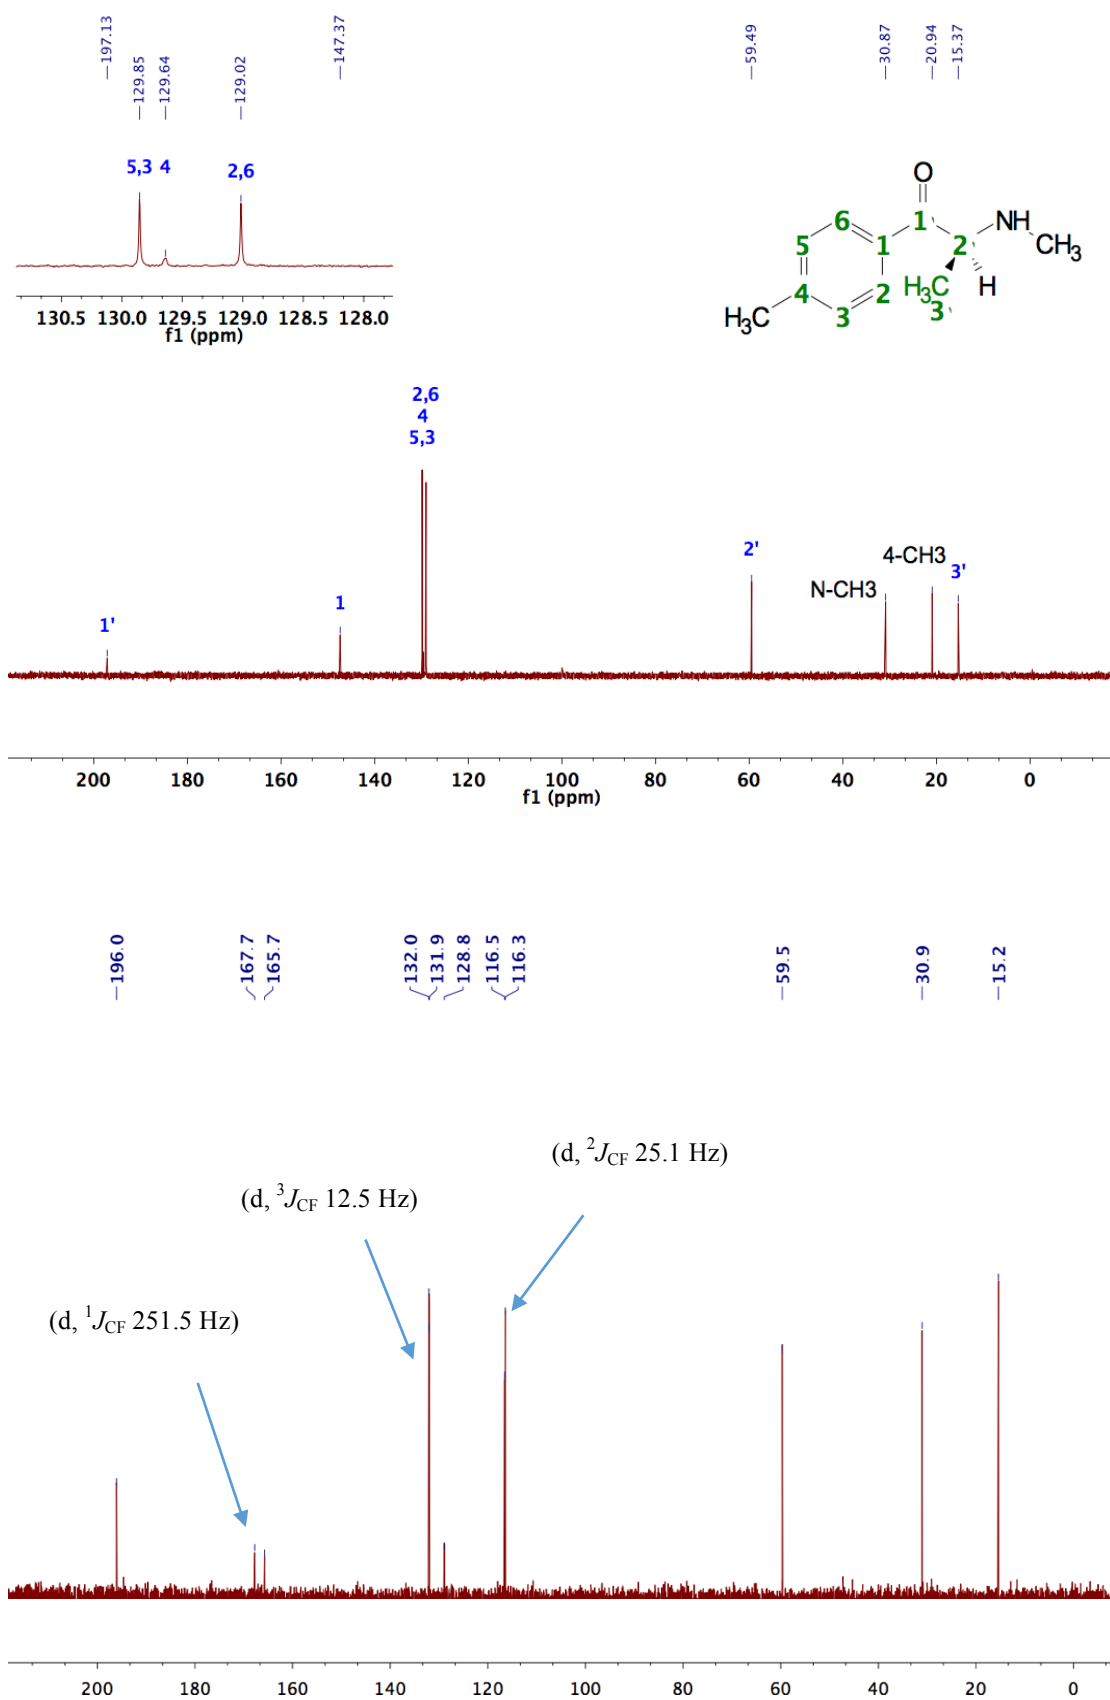 197.13
129.85
129.64
129.02
147.37
59.49
30.87
20.94
15.37
5,3 4 2,6
130.5 130.0 129.5 129.0 128.5 128.0
f1 (ppm)
O
6 1' NH
5 1 2' CH3
4 2 H3C H
H3C 3 3'
2,6
4
5,3
1' 1 2' N-CH3 4-CH3 3'
200 180 160 140 120 100 80 60 40 20 0
f1 (ppm)
196.0
167.7
165.7
132.0
131.9
128.8
116.5
116.3
59.5
30.9
15.2
(d, ²JCF 25.1 Hz)
(d, ³JCF 12.5 Hz)
(d, ¹JCF 251.5 Hz)
200 180 160 140 120 100 80 60 40 20 0